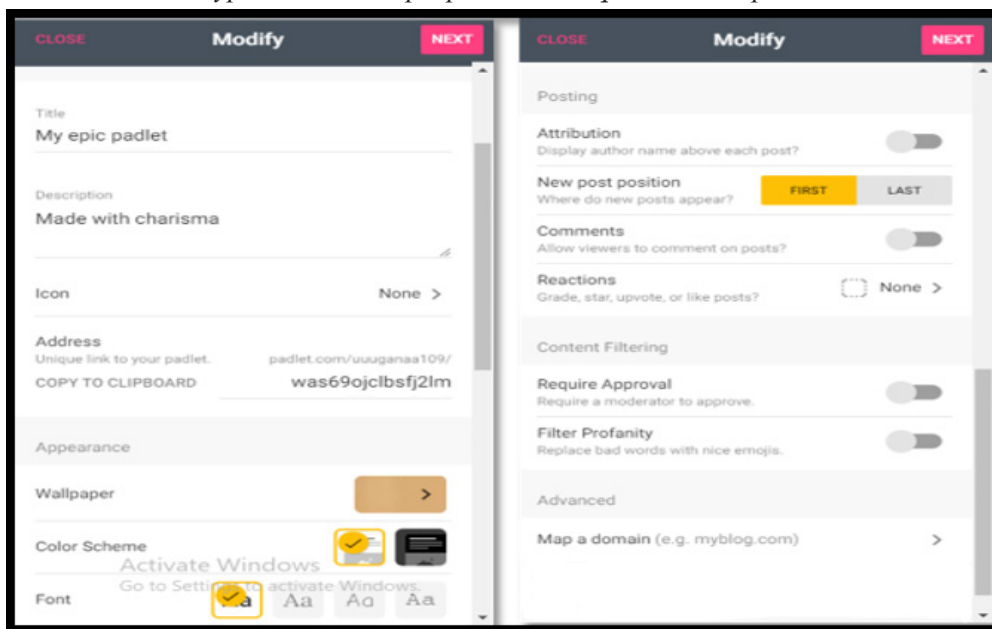 CLOSE Modify NEXT
Title
My epic padlet
Description
Made with charisma
Icon None >
Address
Unique link to your padlet. padlet.com/uuuganaa109/
COPY TO CLIPBOARD was69ojclbsfj2lm
Appearance
Wallpaper >
Color Scheme
Activate Windows
Go to Settings to activate Windows.
Font Aa Aa Aa Aa
CLOSE Modify NEXT
Posting
Attribution
Display author name above each post?
New post position
Where do new posts appear? FIRST LAST
Comments
Allow viewers to comment on posts?
Reactions
Grade, star, upvote, or like posts? None >
Content Filtering
Require Approval
Require a moderator to approve.
Filter Profanity
Replace bad words with nice emojis.
Advanced
Map a domain (e.g. myblog.com) >